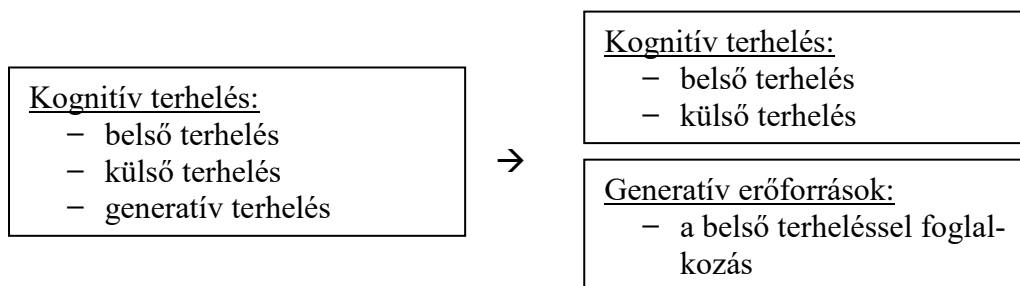 Kognitív terhelés:
− belső terhelés
− külső terhelés
− generatív terhelés
→
Kognitív terhelés:
− belső terhelés
− külső terhelés
Generatív erőforrások:
− a belső terheléssel foglal-
kozás